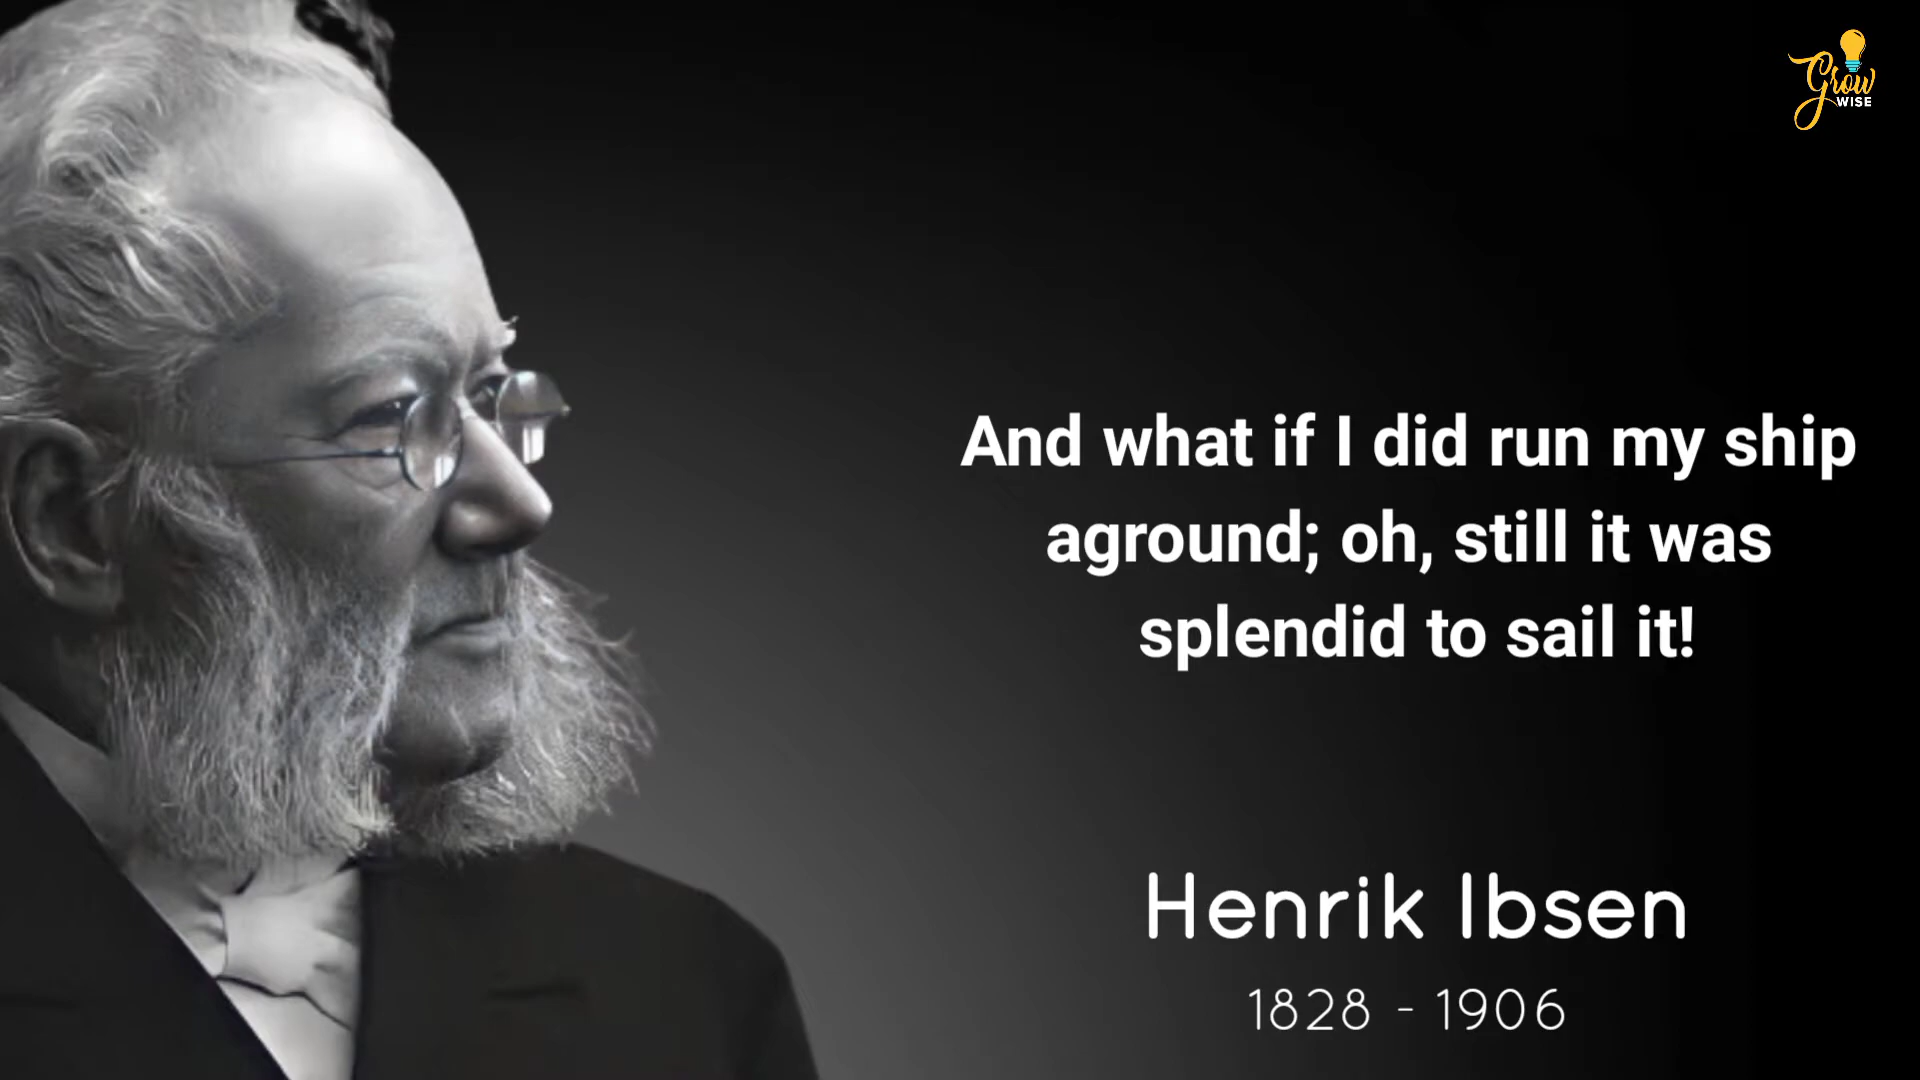 Grow
WISE
And what if I did run my ship
aground; oh, still it was
splendid to sail it!
Henrik Ibsen
1828 - 1906